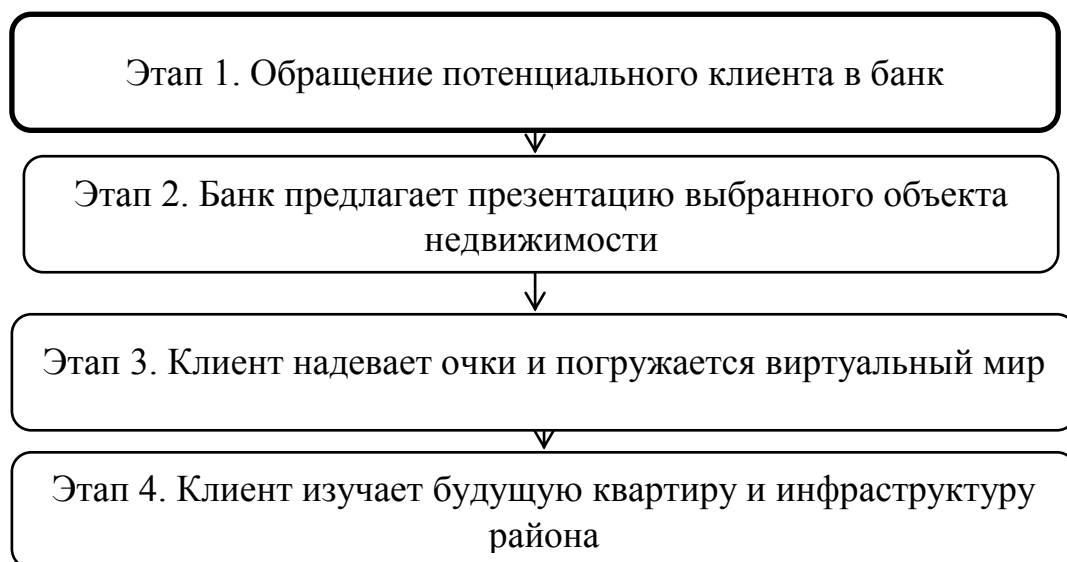 Этап 1. Обращение потенциального клиента в банк
Этап 2. Банк предлагает презентацию выбранного объекта
недвижимости
Этап 3. Клиент надевает очки и погружается виртуальный мир
Этап 4. Клиент изучает будущую квартиру и инфраструктуру
района